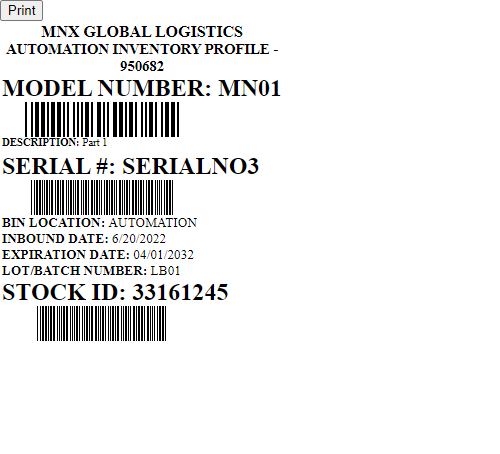 Print
MNX GLOBAL LOGISTICS
AUTOMATION INVENTORY PROFILE -
950682
MODEL NUMBER: MN01
DESCRIPTION: Part 1
SERIAL #: SERIALNO3
BIN LOCATION: AUTOMATION
INBOUND DATE: 6/20/2022
EXPIRATION DATE: 04/01/2032
LOT/BATCH NUMBER: LB01
STOCK ID: 33161245